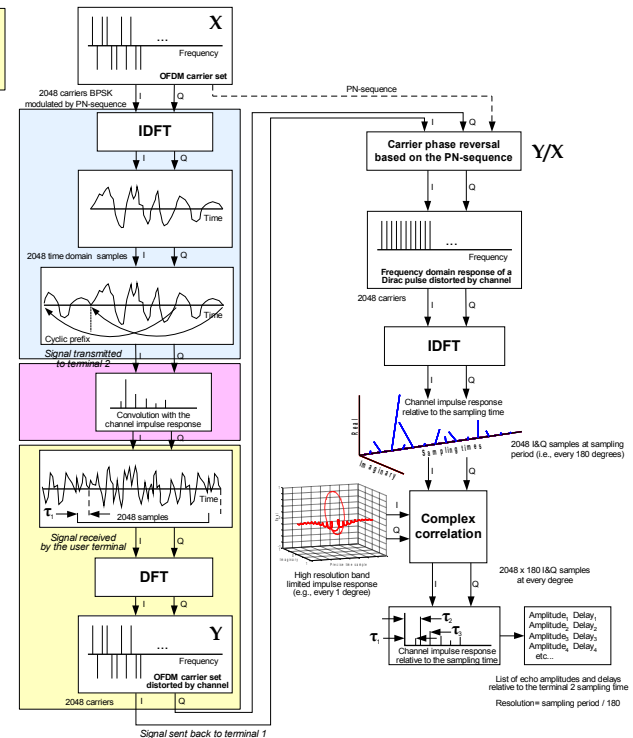 X
...
Frequency
OFDM carrier set
2048 carriers BPSK
modulated by PN-sequence
I
Q
PN-sequence
IDFT
I
Q
Time
2048 time domain samples
I
Q
Time
Cyclic prefix
Signal transmitted
to terminal 2
I
Q
Convolution with the
channel impulse response
I
Q
Time
τ1
2048 samples
Signal received
by the user terminal
I
Q
DFT
I
Q
Y
...
Frequency
OFDM carrier set
distorted by channel
2048 carriers
I
Q
Signal sent back to terminal 1
I
Q
Carrier phase reversal
based on the PN-sequence
Y/X
I
Q
...
Frequency
Frequency domain response of a
Dirac pulse distorted by channel
2048 carriers
I
Q
IDFT
I
Q
Channel impulse response
relative to the sampling time
Real
Imaginary
Sampling times
2048 I&Q samples at sampling
period (i.e., every 180 degrees)
I
Q
I
Q
Complex
correlation
High resolution band
limited impulse response
(e.g., every 1 degree)
I
Q
2048 x 180 I&Q samples
at every degree
τ1
τ2
τ3
Channel impulse response
relative to the sampling time
Amplitude1 Delay1
Amplitude2 Delay2
Amplitude3 Delay3
Amplitude4 Delay4
etc...
List of echo amplitudes and delays
relative to the terminal 2 sampling time
Resolution= sampling period / 180